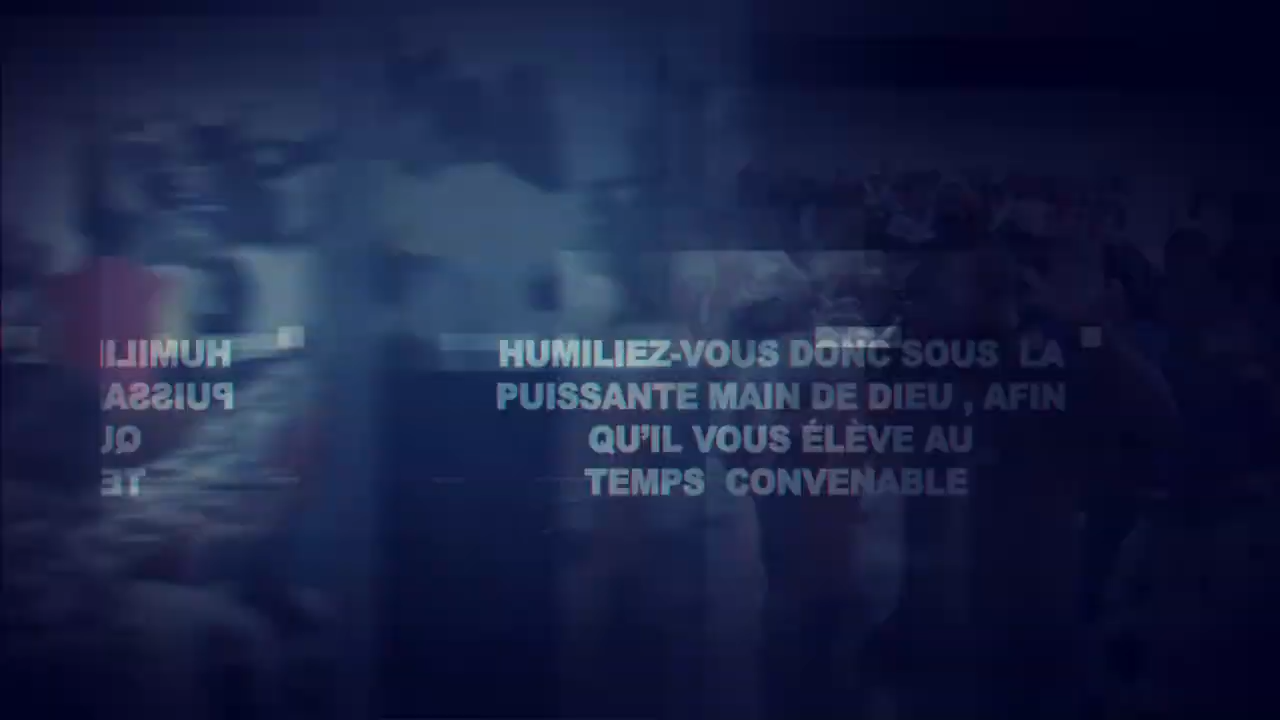 HUMILIEZ-VOUS DONC SOUS LA
PUISSANTE MAIN DE DIEU , AFIN
QU'IL VOUS ÉLÈVE AU
TEMPS CONVENABLE